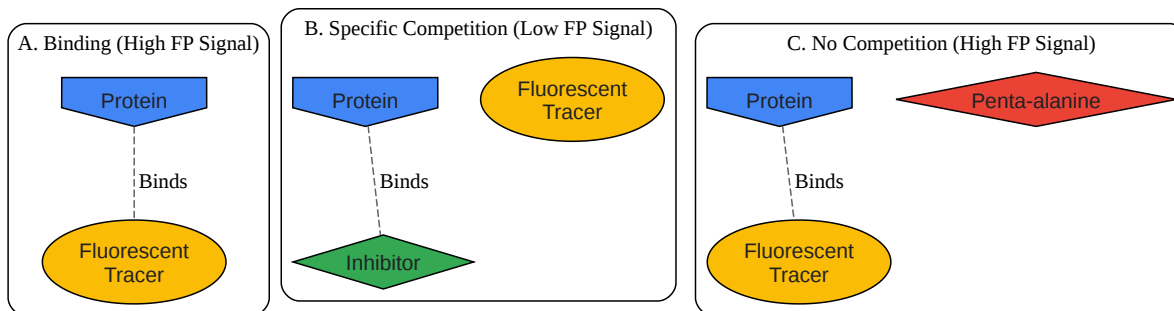 A. Binding (High FP Signal)
Protein
Binds
Fluorescent
Tracer
B. Specific Competition (Low FP Signal)
Protein
Fluorescent
Tracer
Binds
Inhibitor
C. No Competition (High FP Signal)
Protein
Penta-alanine
Binds
Fluorescent
Tracer